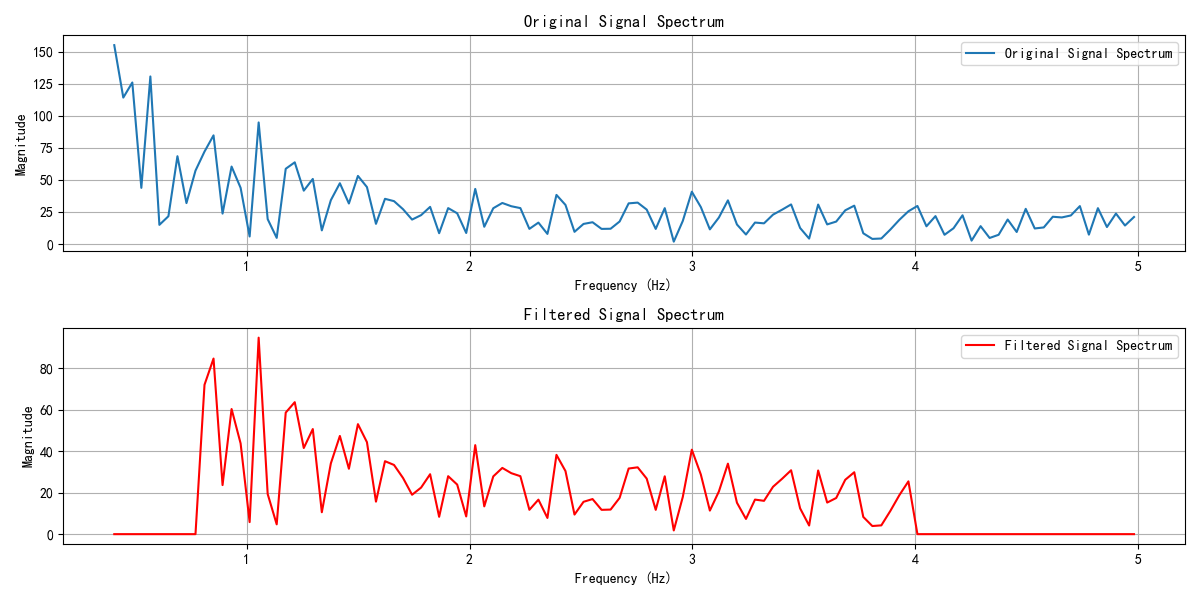 Original Signal Spectrum
Original Signal Spectrum
Magnitude
150
125
100
75
50
25
0
1
2
3
4
5
Frequency (Hz)
Filtered Signal Spectrum
Filtered Signal Spectrum
Magnitude
80
60
40
20
0
1
2
3
4
5
Frequency (Hz)